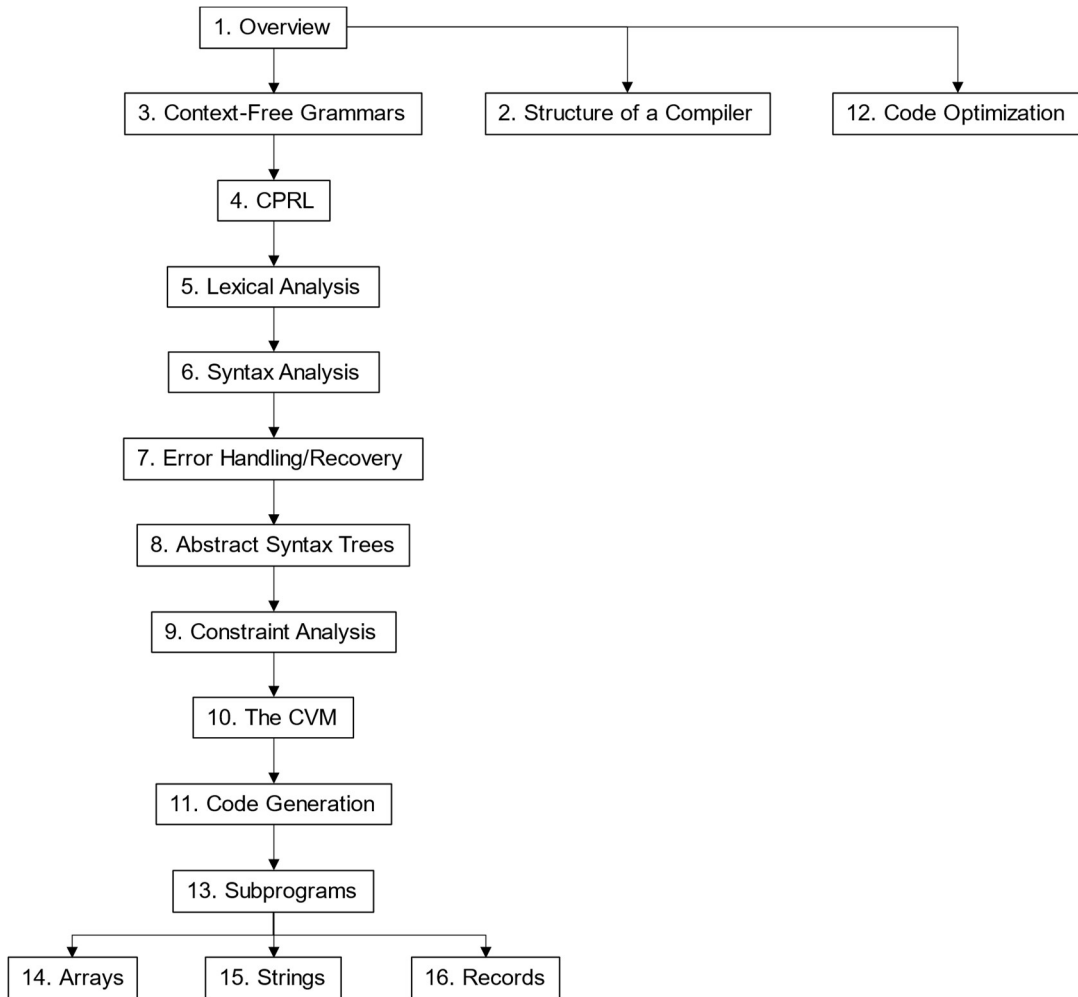 1. Overview
3. Context-Free Grammars
2. Structure of a Compiler
12. Code Optimization
4. CPRL
5. Lexical Analysis
6. Syntax Analysis
7. Error Handling/Recovery
8. Abstract Syntax Trees
9. Constraint Analysis
10. The CVM
11. Code Generation
13. Subprograms
14. Arrays
15. Strings
16. Records